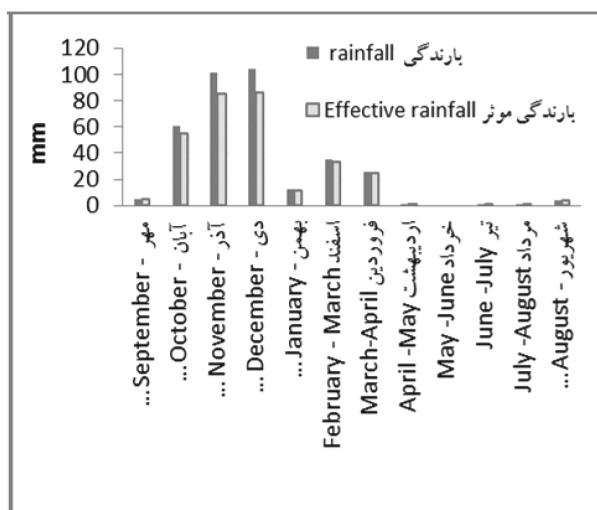 120
100
80
60
40
20
0
mm
rainfall بارندگی
Effective rainfall بارندگی موثر
... September - مهر
... October - آبان
... November - آذر
... December - دی
... January - بهمن
February - March اسفند
March-April فروردین
April -May اردیبهشت
May -June خرداد
June -July تیر
July -August مرداد
... August - شهریور